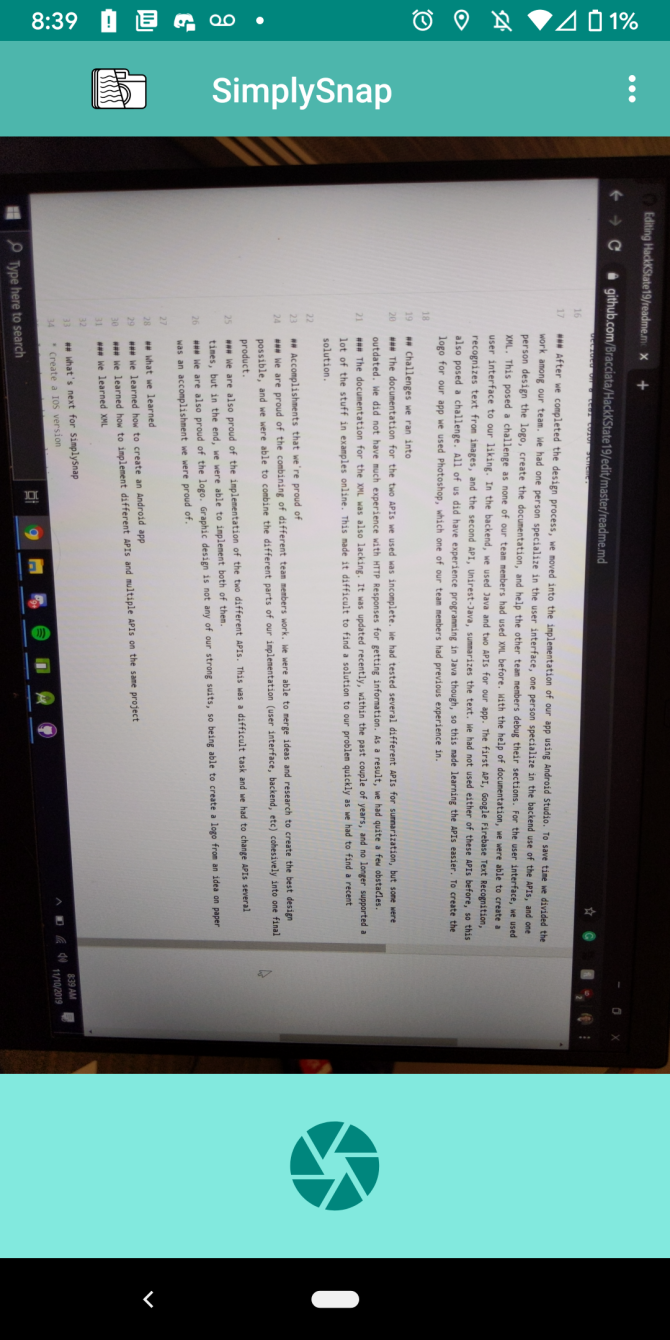 8:39
1%
SimplySnap
Editing HackKState19/readme.m
github.com/Braccdata/HackKState19/edit/master/readme.md
16
17 ### After we completed the design process, we moved into the implementation of our app using Android Studio. To save time we divided the
work among our team. We had one person specialize in the user interface, one person specialize in the backend use of the APIs, and one
person design the logo, create the documentation, and help the other team members debug their sections. For the user interface, we used
XML. This posed a challenge as none of our team members had used XML before. With the help of documentation, we were able to create a
user interface to our liking. In the backend, we used Java and two APIs for our app. The first API, Google Firebase Text Recognition,
recognizes text from images, and the second API, Unirest-Java, summarizes the text. We had not used either of these APIs before, so this
also posed a challenge. All of us did have experience programming in Java though, so this made learning the APIs easier. To create the
logo for our app we used Photoshop, which one of our team members had previous experience in.
18
19 ## Challenges we ran into
20 ### The documentation for the two APIs we used was incomplete. We had tested several different APIs for summarization, but some were
outdated. We did not have much experience with HTTP Responses for getting information. As a result, we had quite a few obstacles.
21 ### The documentation for the XML was also lacking. It was updated recently, within the past couple of years, and no longer supported a
lot of the stuff in examples online. This made it difficult to find a solution to our problem quickly as we had to find a recent
solution.
22
23 ## Accomplishments that we're proud of
24 ### We are proud of the combining of different team members work. We were able to merge ideas and research to create the best design
possible, and we were able to combine the different parts of our implementation (user interface, backend, etc) cohesively into one final
product.
25 ### We are also proud of the implementation of the two different APIs. This was a difficult task and we had to change APIs several
times, but in the end, we were able to implement both of them.
26 ### We are also proud of the logo. Graphic design is not any of our strong suits, so being able to create a logo from an idea on paper
was an accomplishment we were proud of.
27
28 ## What we learned
29 ### We learned how to create an Android app
30 ### We learned how to implement different APIs and multiple APIs on the same project
31 ### We learned XML
32
33 ## What's next for SimplySnap
34 * Create a IOS version
Type here to search
8:39 AM
11/10/2019